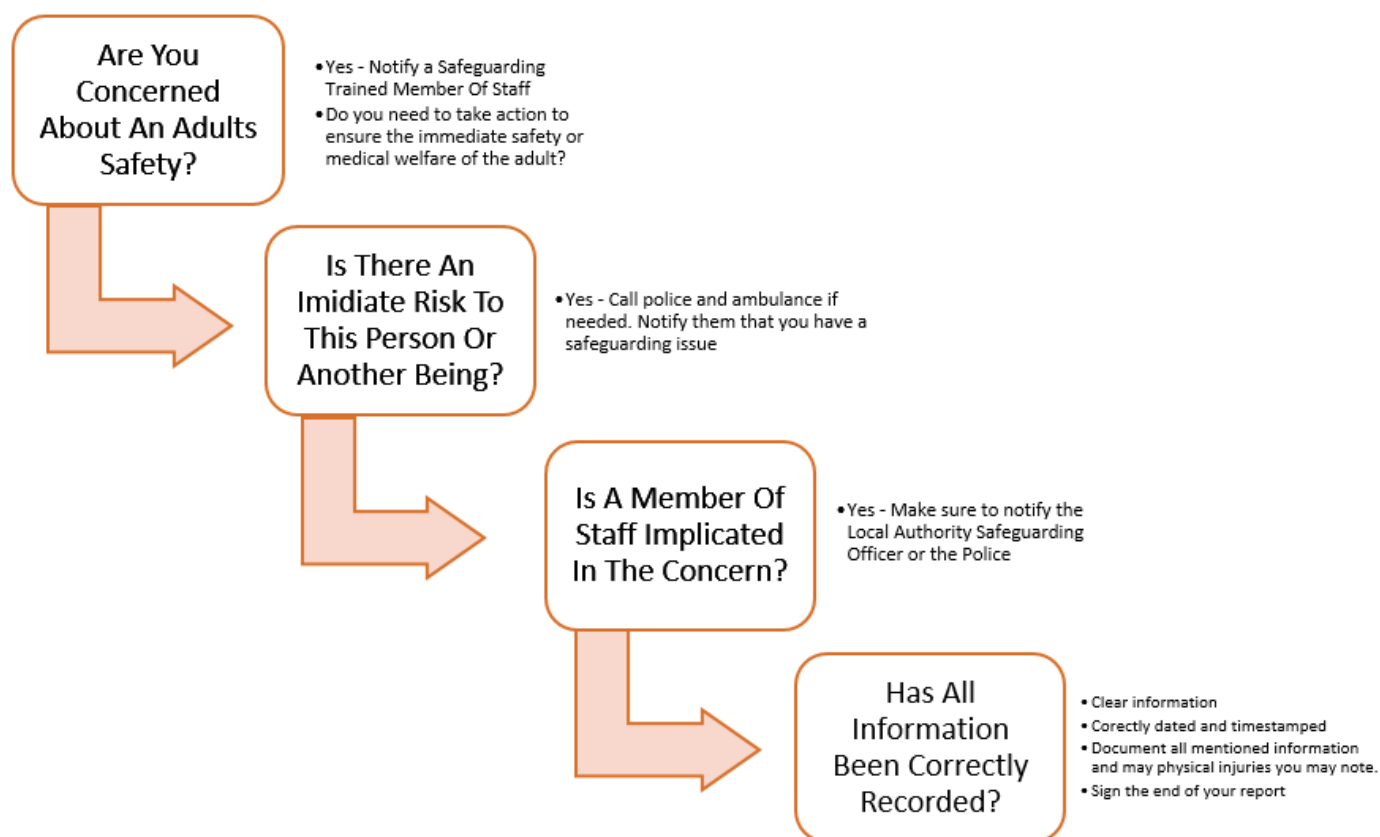 Are You
Concerned
About An Adults
Safety?
•Yes - Notify a Safeguarding
Trained Member Of Staff
•Do you need to take action to
ensure the immediate safety or
medical welfare of the adult?
Is There An
Imidiate Risk To
This Person Or
Another Being?
•Yes - Call police and ambulance if
needed. Notify them that you have a
safeguarding issue
Is A Member Of
Staff Implicated
In The Concern?
•Yes - Make sure to notify the
Local Authority Safeguarding
Officer or the Police
Has All
Information
Been Correctly
Recorded?
• Clear information
• Corectly dated and timestamped
• Document all mentioned information
and may physical injuries you may note.
• Sign the end of your report